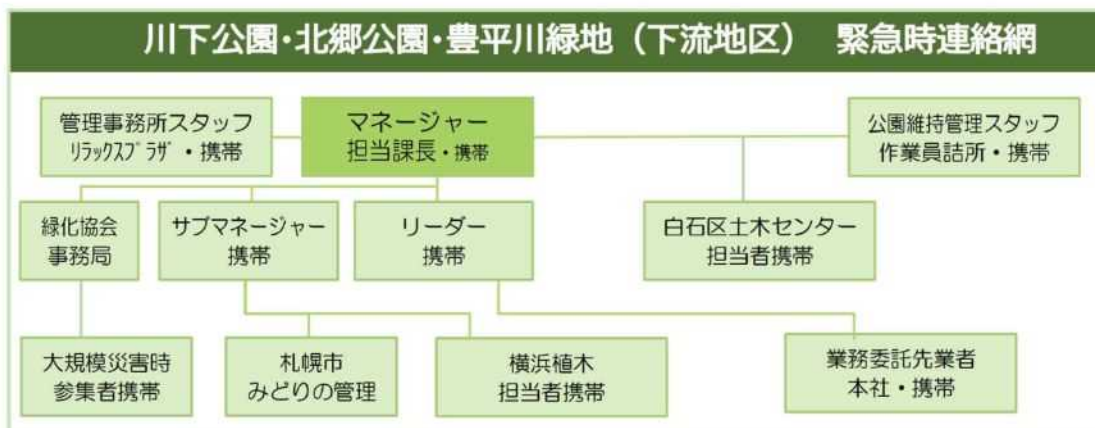 川下公園・北郷公園・豊平川緑地（下流地区）　緊急時連絡網
管理事務所スタッフ
ﾘﾗｯｸｽﾌﾟﾗｻﾞ・携帯
マネージャー
担当課長・携帯
公園維持管理スタッフ
作業員詰所・携帯
緑化協会
事務局
サブマネージャー
携帯
リーダー
携帯
白石区土木センター
担当者携帯
大規模災害時
参集者携帯
札幌市
みどりの管理
横浜植木
担当者携帯
業務委託先業者
本社・携帯